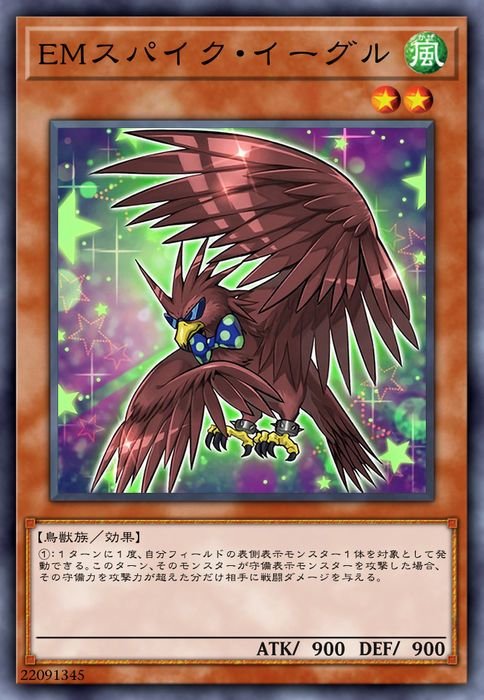 EMスパイク・イーグル
かぜ
風
【鳥獣族／効果】
①：１ターンに１度、自分フィールドの表側表示モンスター１体を対象として発
動できる。このターン、そのモンスターが守備表示モンスターを攻撃した場合、
その守備力を攻撃力が超えた分だけ相手に戦闘ダメージを与える。
ATK/ 900 DEF/ 900
22091345